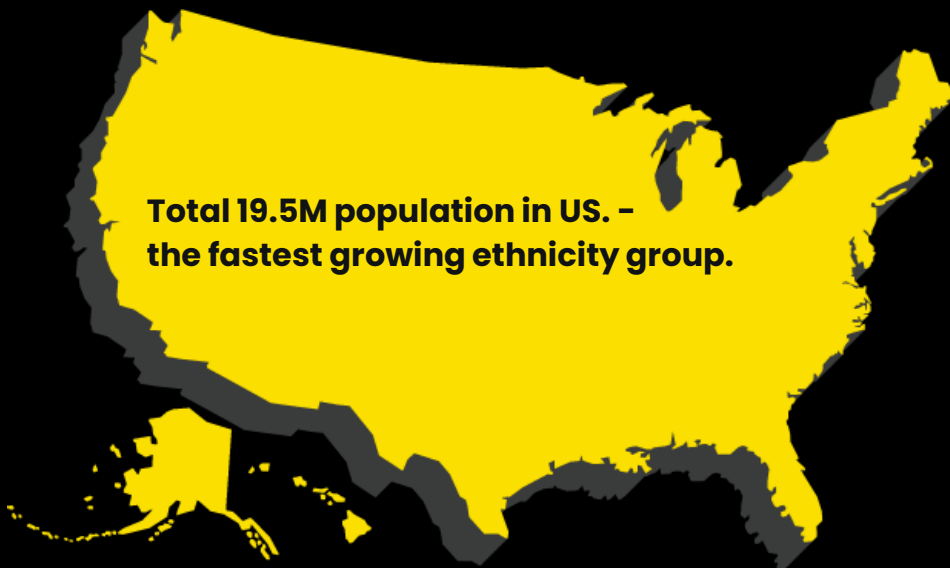 Total 19.5M population in US. -
the fastest growing ethnicity group.